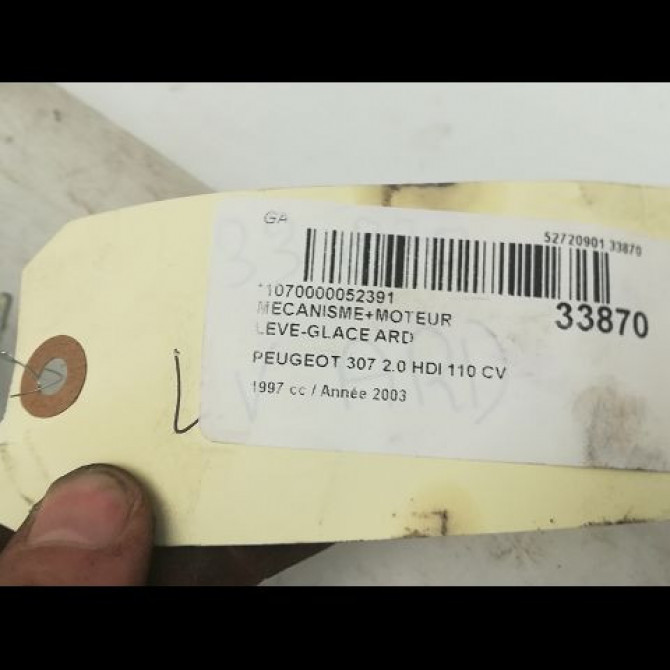 GA
52720901 33870
*1070000052391
MECANISME+MOTEUR
33870
LEVE-GLACE ARD
PEUGEOT 307 2.0 HDI 110 CV
1997 cc / Année 2003